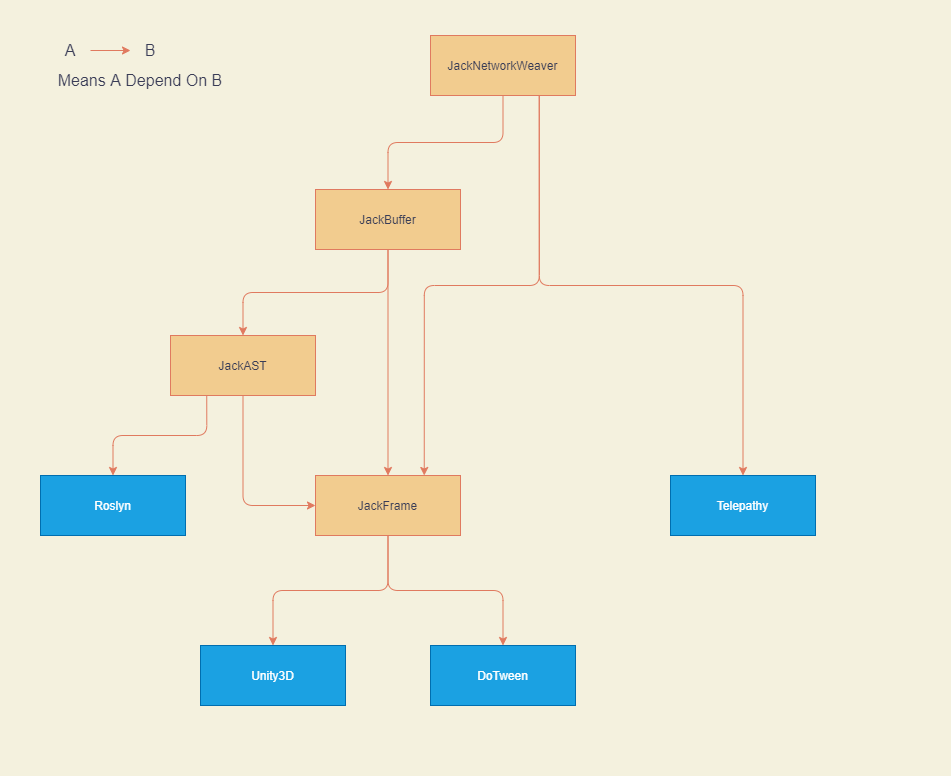 A B
Means A Depend On B
JackNetworkWeaver
JackBuffer
JackAST
Roslyn
JackFrame
Telepathy
Unity3D
DoTween